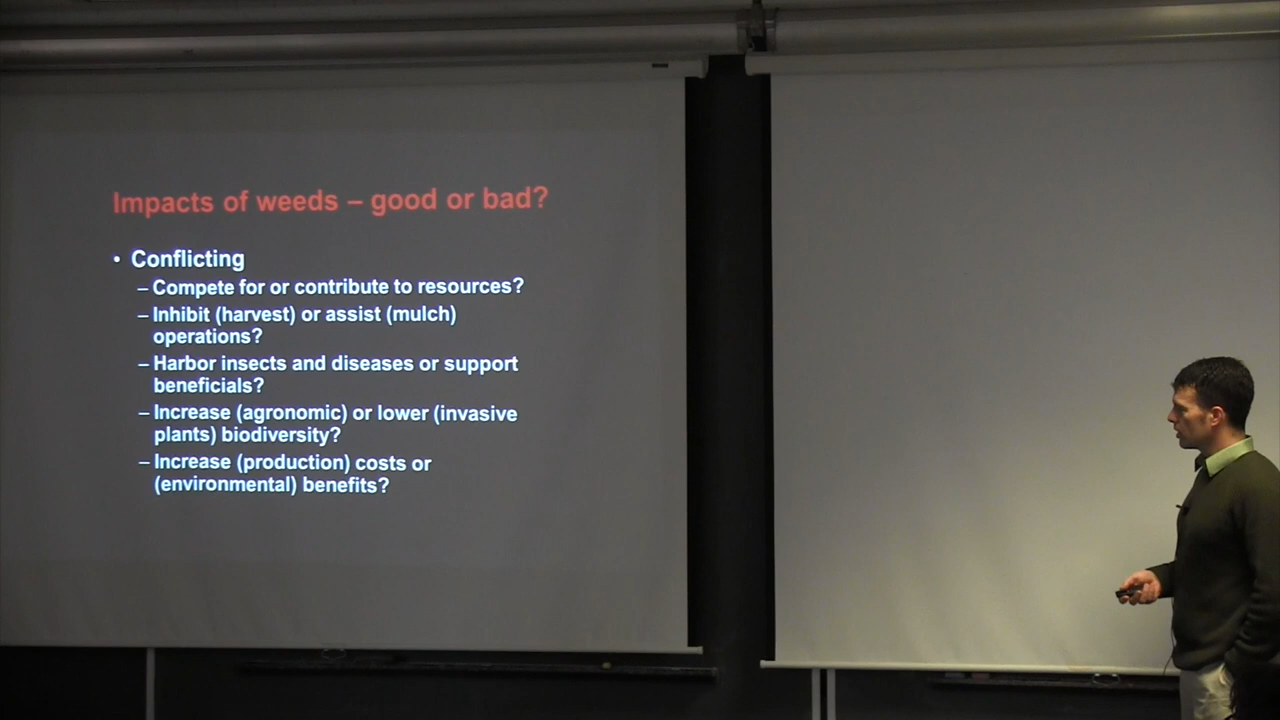 Impacts of weeds – good or bad?
• Conflicting
– Compete for or contribute to resources?
– Inhibit (harvest) or assist (mulch)
operations?
– Harbor insects and diseases or support
beneficials?
– Increase (agronomic) or lower (invasive
plants) biodiversity?
– Increase (production) costs or
(environmental) benefits?